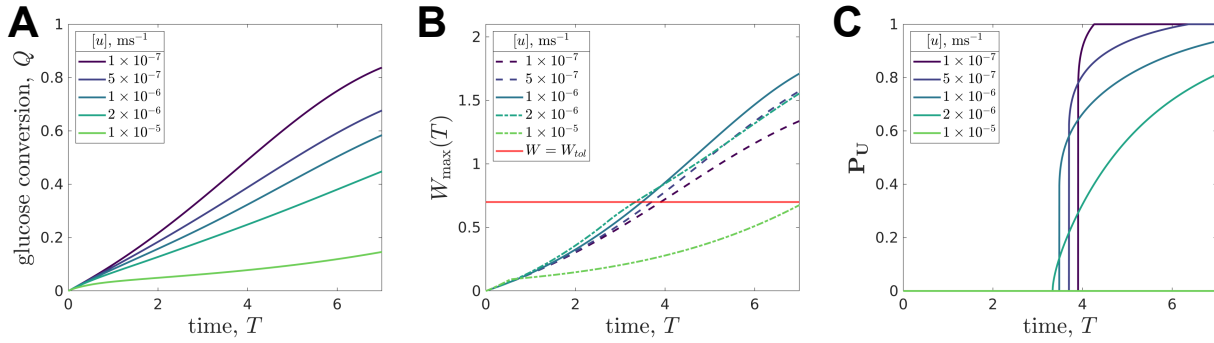 A
glucose conversion, Q
1
0.8
0.6
0.4
0.2
0
0
2
4
6
time, T
[u], ms⁻¹
1 × 10⁻⁷
5 × 10⁻⁷
1 × 10⁻⁶
2 × 10⁻⁶
1 × 10⁻⁵
B
W_max(T)
2
1.5
1
0.5
0
0
2
4
6
time, T
[u], ms⁻¹
1 × 10⁻⁷
5 × 10⁻⁷
1 × 10⁻⁶
2 × 10⁻⁶
1 × 10⁻⁵
W = W_tol
C
P_U
1
0.8
0.6
0.4
0.2
0
0
2
4
6
time, T
[u], ms⁻¹
1 × 10⁻⁷
5 × 10⁻⁷
1 × 10⁻⁶
2 × 10⁻⁶
1 × 10⁻⁵